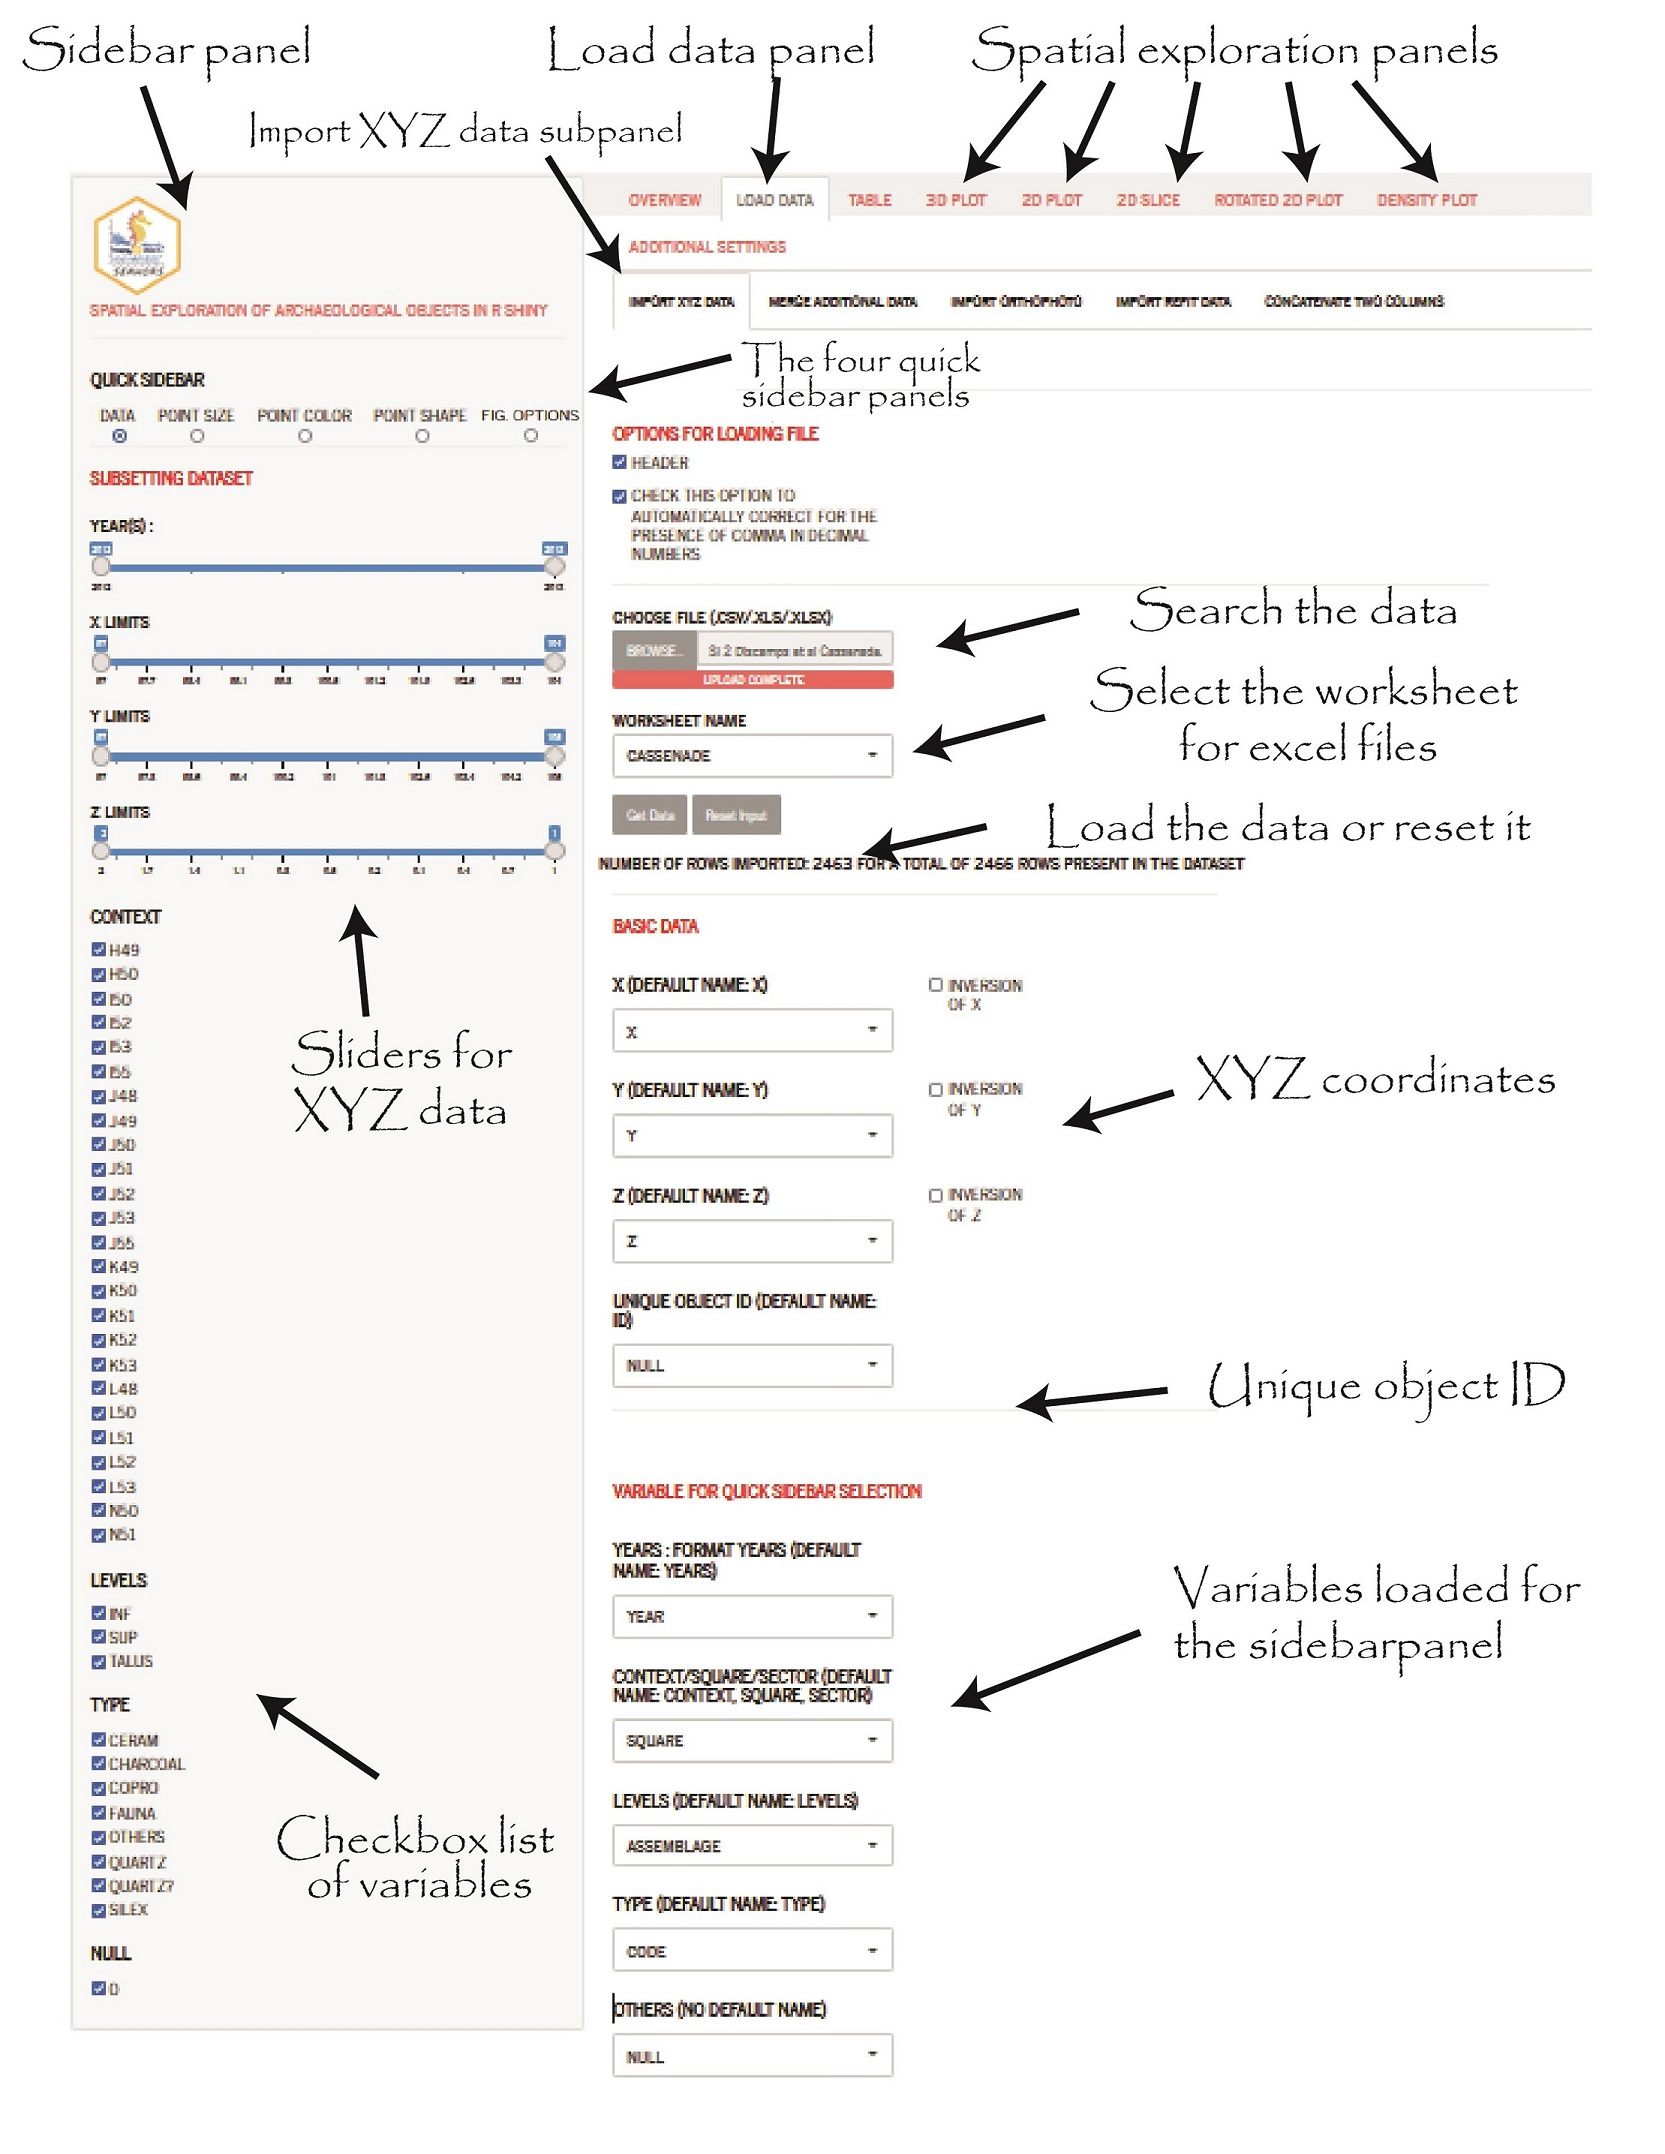 Sidebar panel
Load data panel
Spatial exploration panels
Import XYZ data subpanel
OVERVIEW
LOAD DATA
TABLE
3D PLOT
2D PLOT
2D SLICE
ROTATED 2D PLOT
DENSITY PLOT
ADDITIONAL SETTINGS
SEAHORS
SPATIAL EXPLORATION OF ARCHAEOLOGICAL OBJECTS IN R SHINY
IMPORT XYZ DATA
MERGE ADDITIONAL DATA
IMPORT ORTHOPHOTO
IMPORT REFIT DATA
CONCATENATE TWO COLUMNS
The four quick
sidebar panels
QUICK SIDEBAR
DATA
POINT SIZE
POINT COLOR
POINT SHAPE
FIG. OPTIONS
SUBSETTING DATASET
YEAR(S) :
X LIMITS
Y LIMITS
Z LIMITS
Sliders for
XYZ data
CONTEXT
H49
H50
I50
I52
I53
I55
J48
J49
J50
J51
J52
J53
J55
K49
K50
K51
K52
K53
L48
L50
L51
L52
L53
N50
N51
LEVELS
INF
SUP
TALUS
TYPE
CERAM
CHARCOAL
COPRO
FAUNA
OTHERS
QUARTZ
QUARTZ?
SILEX
NULL
0
Checkbox list
of variables
OPTIONS FOR LOADING FILE
HEADER
CHECK THIS OPTION TO
AUTOMATICALLY CORRECT FOR THE
PRESENCE OF COMMA IN DECIMAL
NUMBERS
CHOOSE FILE (.CSV/.XLS/.XLSX)
BROWSE...
SI 2 Discamps et al Cassenade.
UPLOAD COMPLETE
Search the data
WORKSHEET NAME
CASSENADE
Select the worksheet
for excel files
Get Data
Reset Input
Load the data or reset it
NUMBER OF ROWS IMPORTED: 2463 FOR A TOTAL OF 2466 ROWS PRESENT IN THE DATASET
BASIC DATA
X (DEFAULT NAME: X)
X
INVERSION
OF X
Y (DEFAULT NAME: Y)
Y
INVERSION
OF Y
Z (DEFAULT NAME: Z)
Z
INVERSION
OF Z
XYZ coordinates
UNIQUE OBJECT ID (DEFAULT NAME:
ID)
NULL
Unique object ID
VARIABLE FOR QUICK SIDEBAR SELECTION
YEARS : FORMAT YEARS (DEFAULT
NAME: YEARS)
YEAR
CONTEXT/SQUARE/SECTOR (DEFAULT
NAME: CONTEXT, SQUARE, SECTOR)
SQUARE
LEVELS (DEFAULT NAME: LEVELS)
ASSEMBLAGE
TYPE (DEFAULT NAME: TYPE)
CODE
OTHERS (NO DEFAULT NAME)
NULL
Variables loaded for
the sidebarpanel